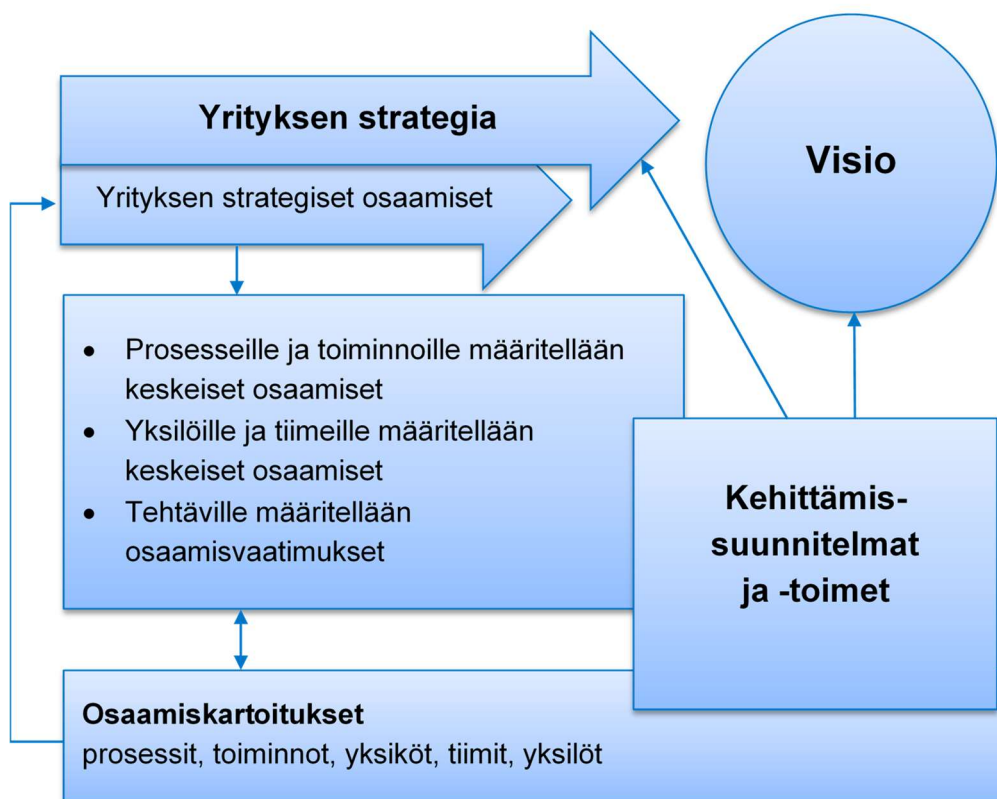 Yrityksen strategia
Visio
Yrityksen strategiset osaamiset
• Prosesseille ja toiminnoille määritellään
keskeiset osaamiset
• Yksilöille ja tiimeille määritellään
keskeiset osaamiset
• Tehtäville määritellään
osaamisvaatimukset
Kehittämis-
suunnitelmat
ja -toimet
Osaamiskartoitukset
prosessit, toiminnot, yksiköt, tiimit, yksilöt